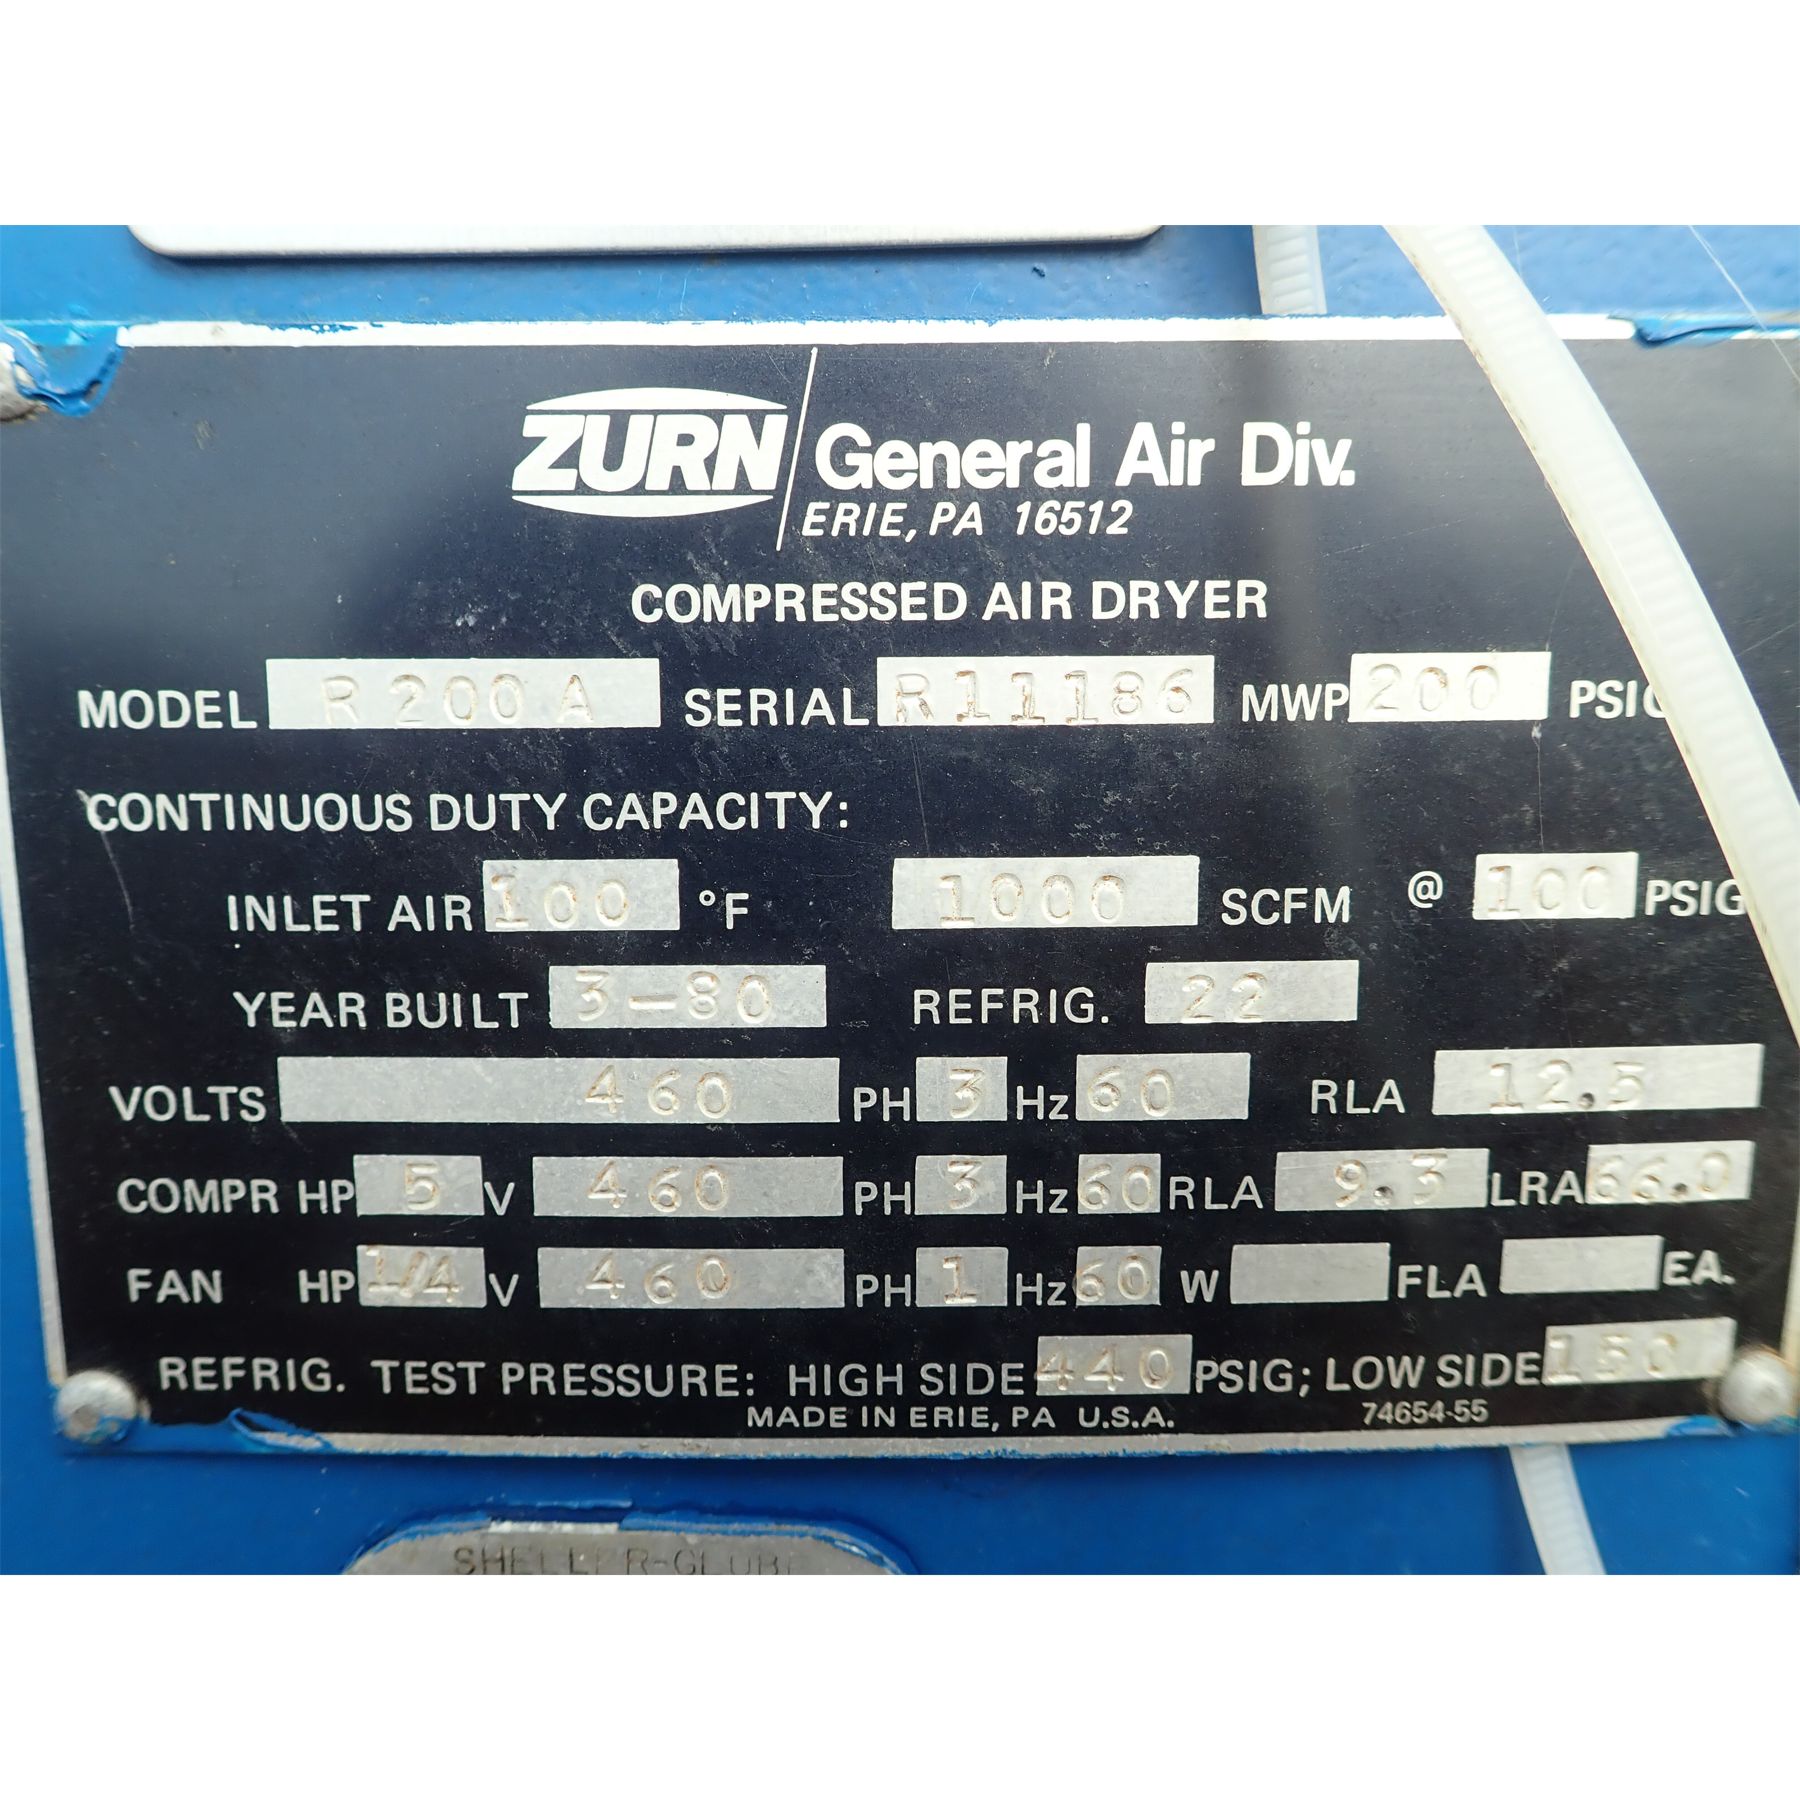 ZURN General Air Div.
ERIE, PA 16512
COMPRESSED AIR DRYER
MODEL R200A SERIAL R11186 MWP 200 PSIG
CONTINUOUS DUTY CAPACITY:
INLET AIR 100 °F 1000 SCFM @ 100 PSIG
YEAR BUILT 3-80 REFRIG. 22
VOLTS 460 PH 3 Hz 60 RLA 12.5
COMPR HP 5 V 460 PH 3 Hz 60 RLA 9.3 LRA 66.0
FAN HP 1/4 V 460 PH 1 Hz 60 W FLA EA.
REFRIG. TEST PRESSURE: HIGH SIDE 440 PSIG; LOW SIDE 150
MADE IN ERIE, PA U.S.A. 74654-55